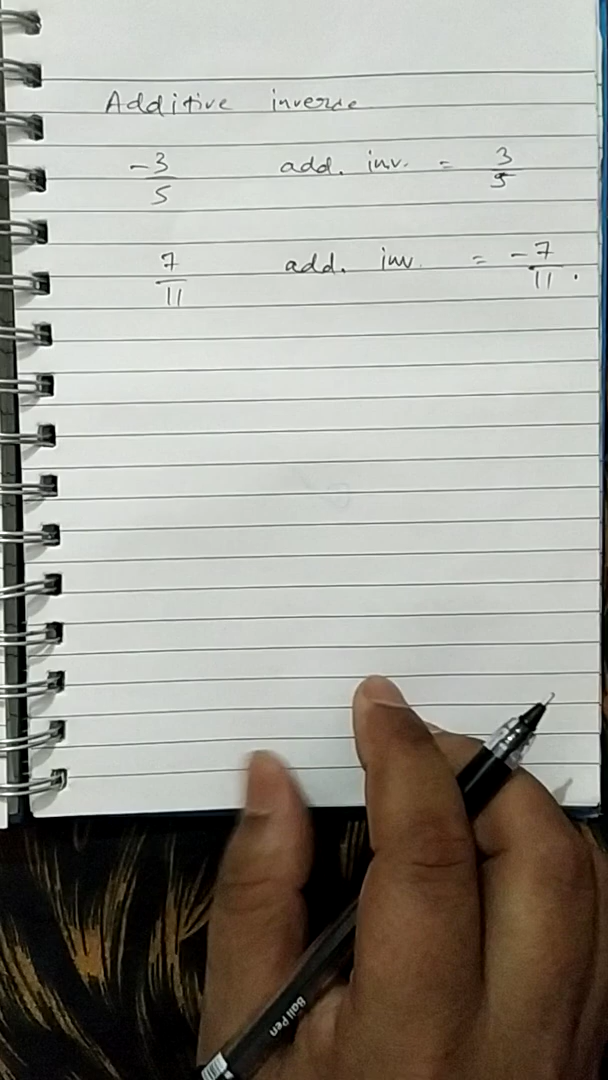 Additive inverse
-3/5 add. inv. = 3/5
7/11 add. inv. = -7/11.
Ball Pen